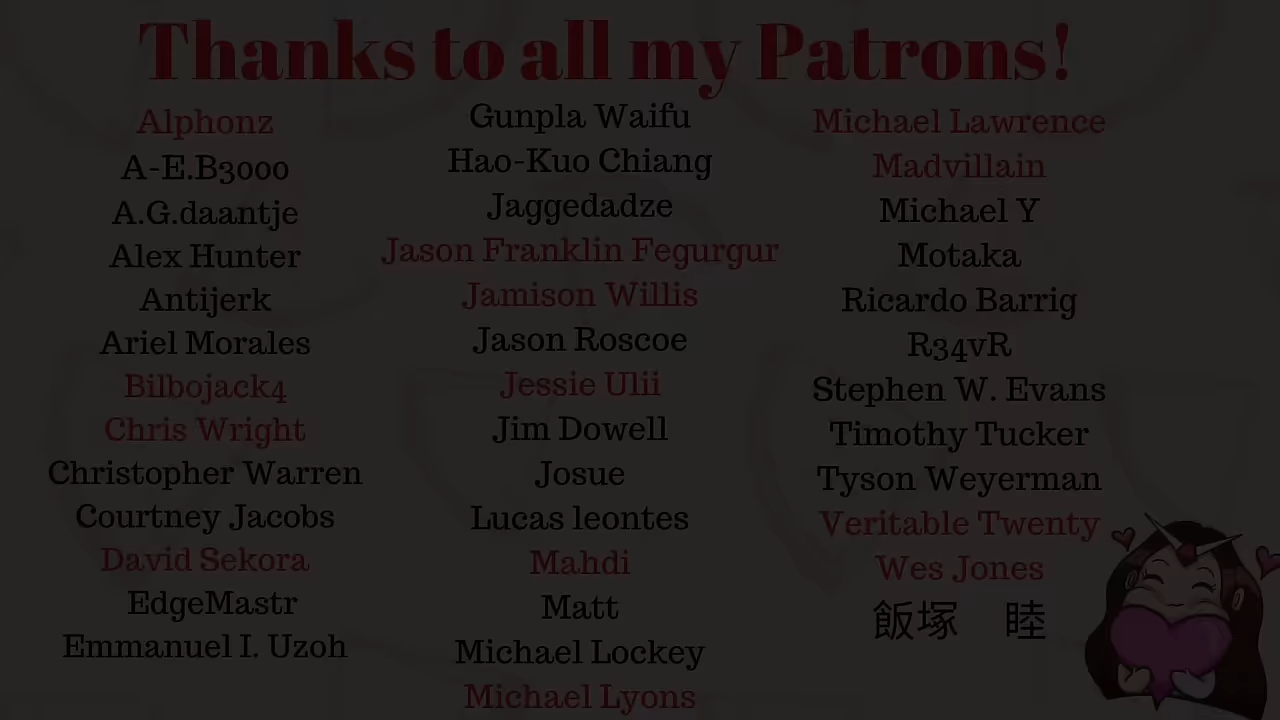 Thanks to all my Patrons!
Alphonz
A-E.B3000
A.G.daantje
Alex Hunter
Antijerk
Ariel Morales
Bilbojack4
Chris Wright
Christopher Warren
Courtney Jacobs
David Sekora
EdgeMastr
Emmanuel I. Uzoh
Gunpla Waifu
Hao-Kuo Chiang
Jaggedadze
Jason Franklin Fegurgur
Jamison Willis
Jason Roscoe
Jessie Ulii
Jim Dowell
Josue
Lucas leontes
Mahdi
Matt
Michael Lockey
Michael Lyons
Michael Lawrence
Madvillain
Michael Y
Motaka
Ricardo Barrig
R34vR
Stephen W. Evans
Timothy Tucker
Tyson Weyerman
Veritable Twenty
Wes Jones
飯塚　睦